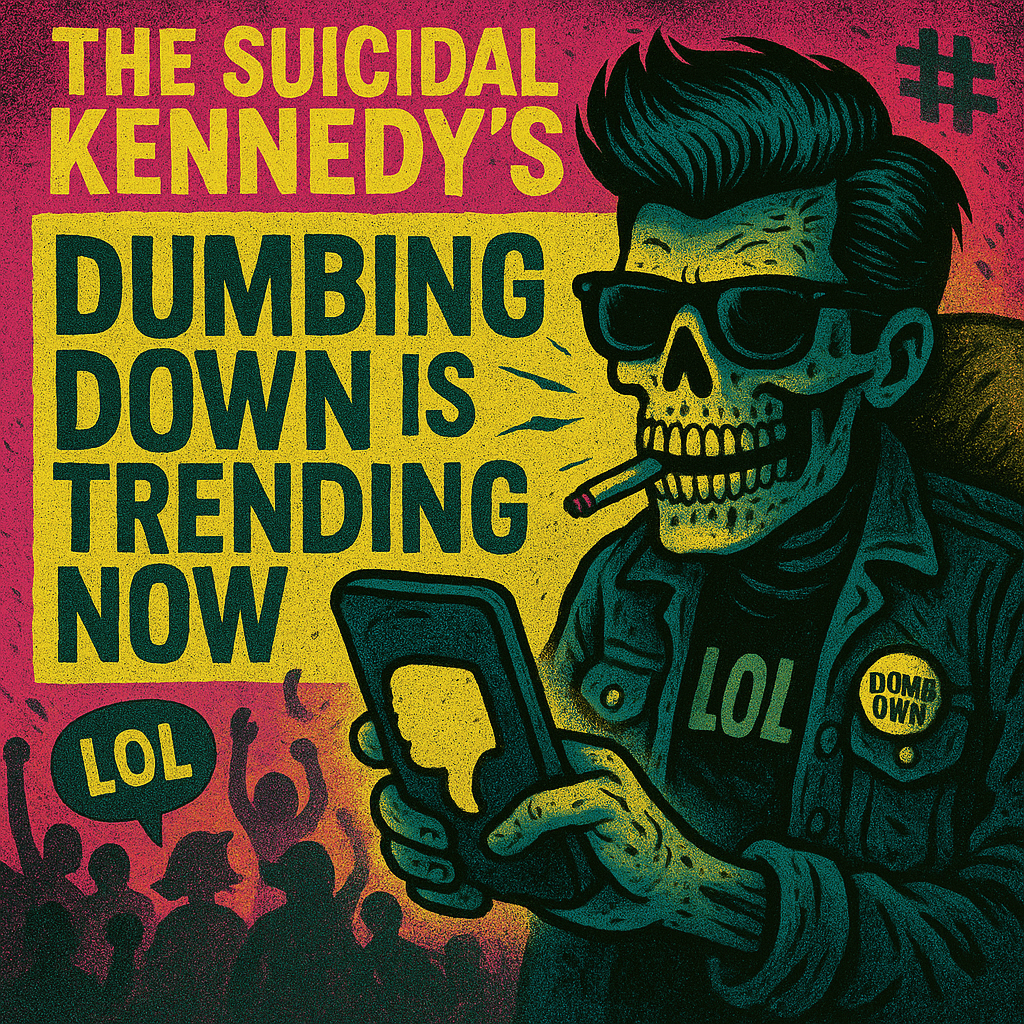 THE SUICIDAL
KENNEDY'S
#
DUMBING
DOWN IS
TRENDING
NOW
LOL
LOL
DOMB
OWN